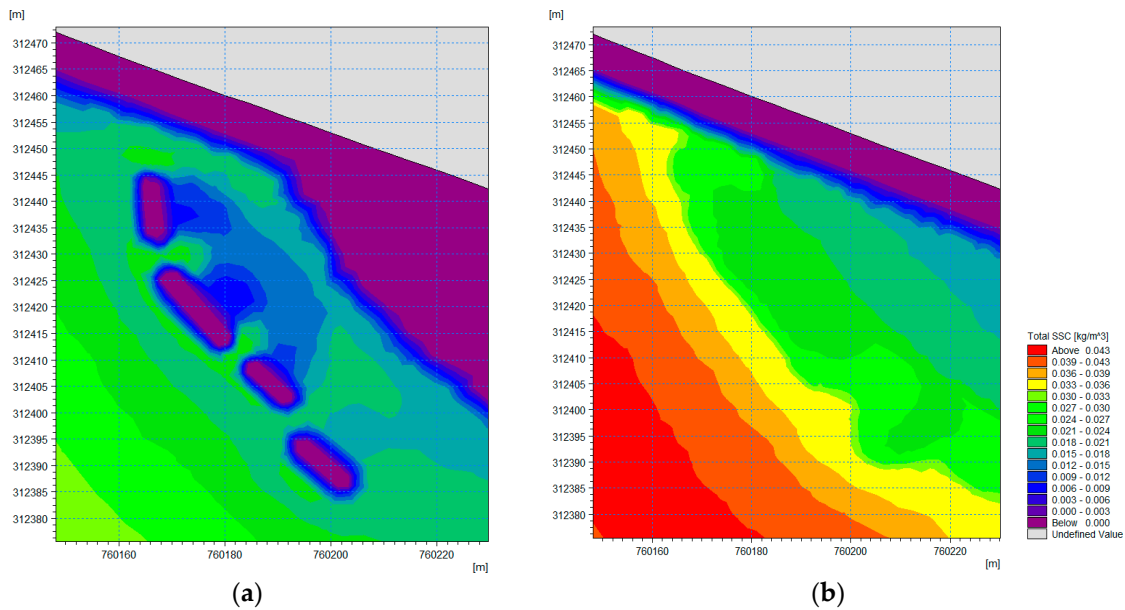 [m]
312470
312465
312460
312455
312450
312445
312440
312435
312430
312425
312420
312415
312410
312405
312400
312395
312390
312385
312380
760160
760180
760200
760220
[m]
(a)
[m]
312470
312465
312460
312455
312450
312445
312440
312435
312430
312425
312420
312415
312410
312405
312400
312395
312390
312385
312380
760160
760180
760200
760220
[m]
(b)
Total SSC [kg/m^3]
Above 0.043
0.039 - 0.043
0.036 - 0.039
0.033 - 0.036
0.030 - 0.033
0.027 - 0.030
0.024 - 0.027
0.021 - 0.024
0.018 - 0.021
0.015 - 0.018
0.012 - 0.015
0.009 - 0.012
0.006 - 0.009
0.003 - 0.006
0.000 - 0.003
Below 0.000
Undefined Value